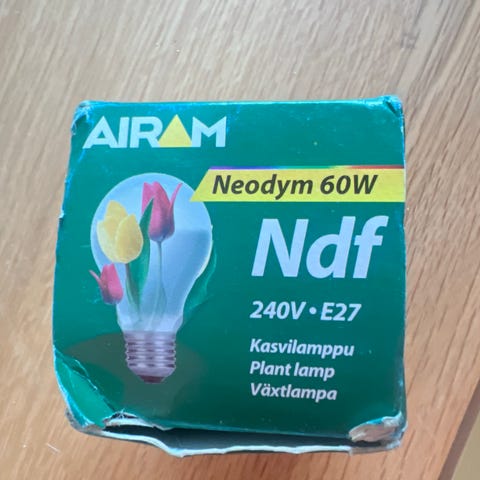 AIRAM
Neodym 60W
Ndf
240V • E27
Kasvilamppu
Plant lamp
Växtlampa